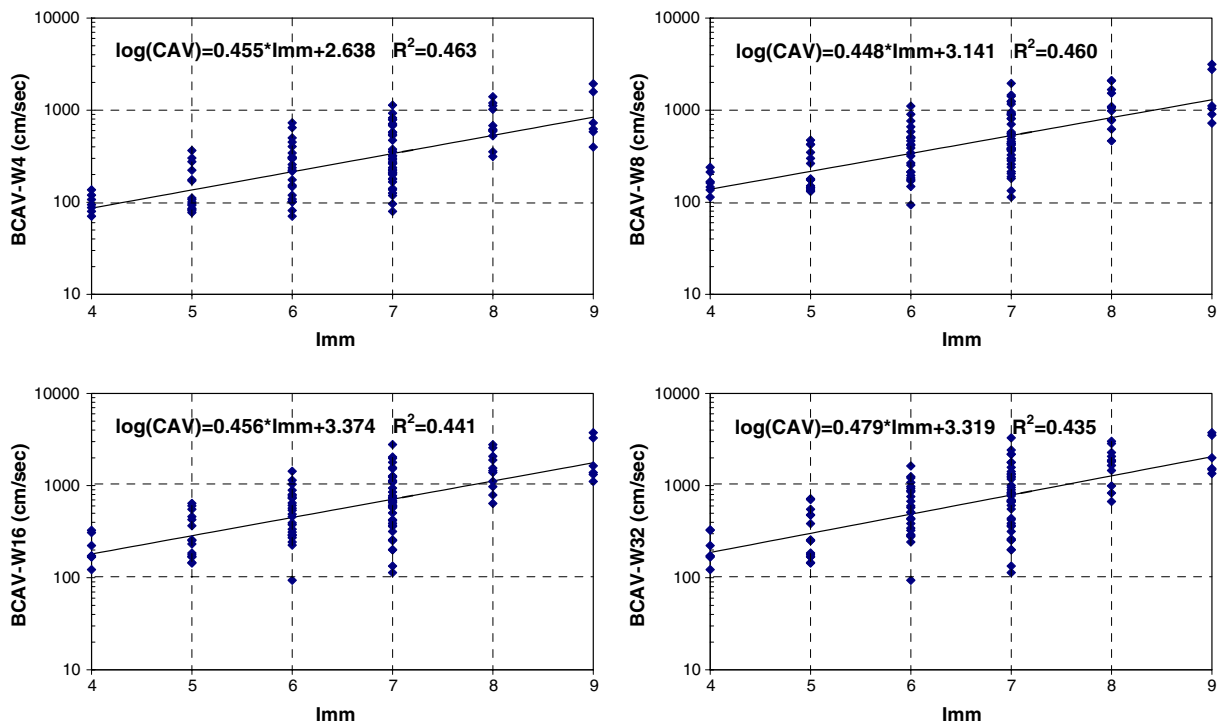 log(CAV)=0.455*Imm+2.638 R²=0.463
BCAV-W4 (cm/sec)
10000
1000
100
10
4 5 6 7 8 9
Imm
log(CAV)=0.448*Imm+3.141 R²=0.460
BCAV-W8 (cm/sec)
10000
1000
100
10
4 5 6 7 8 9
Imm
log(CAV)=0.456*Imm+3.374 R²=0.441
BCAV-W16 (cm/sec)
10000
1000
100
10
4 5 6 7 8 9
Imm
log(CAV)=0.479*Imm+3.319 R²=0.435
BCAV-W32 (cm/sec)
10000
1000
100
10
4 5 6 7 8 9
Imm